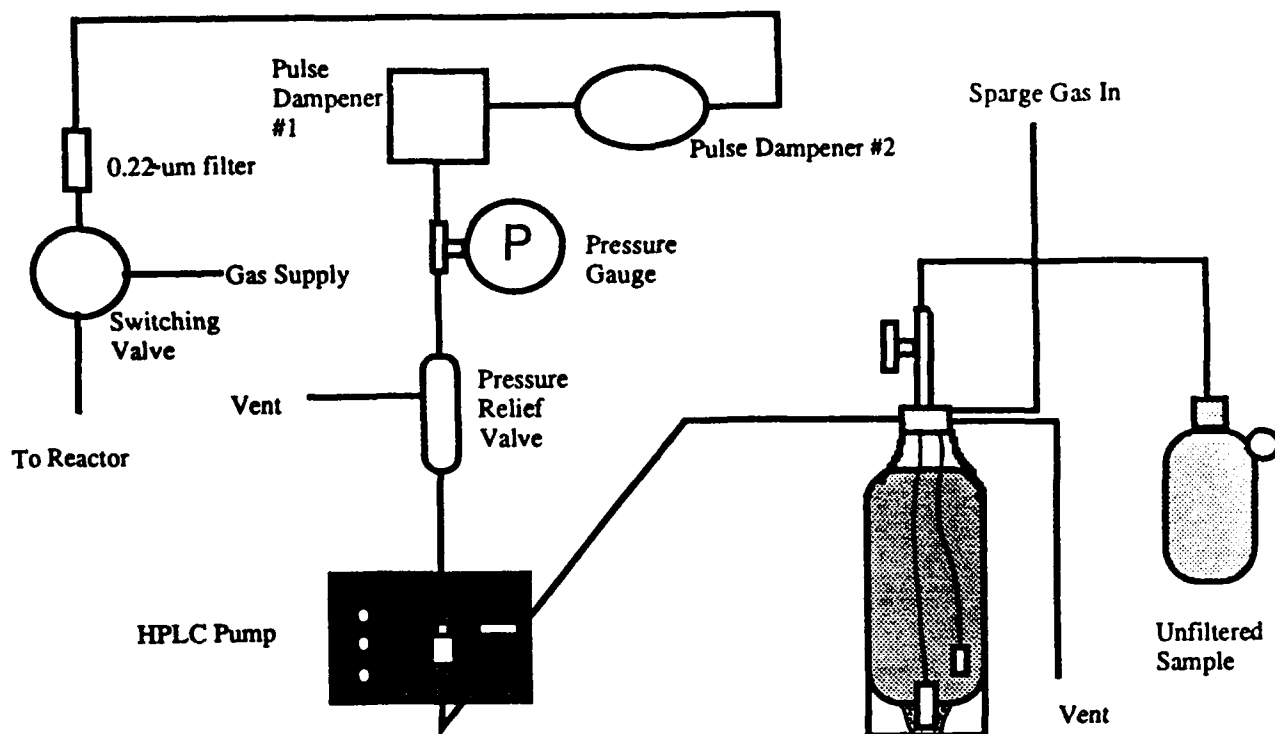 Pulse
Dampener
#1
Sparge Gas In
Pulse Dampener #2
0.22-um filter
P
Pressure
Gauge
Gas Supply
Switching
Valve
Pressure
Relief
Valve
Vent
To Reactor
HPLC Pump
Unfiltered
Sample
Vent